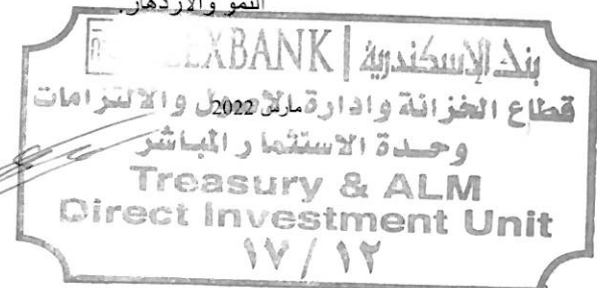 النمو والازدهار.
ALEXBANK | بنك الإسكندرية
قطاع الخزانة وادارة الاصول والالتزامات
مارس 2022
وحدة الاستثمار المباشر
Treasury & ALM
Direct Investment Unit
١٧ / ١٢